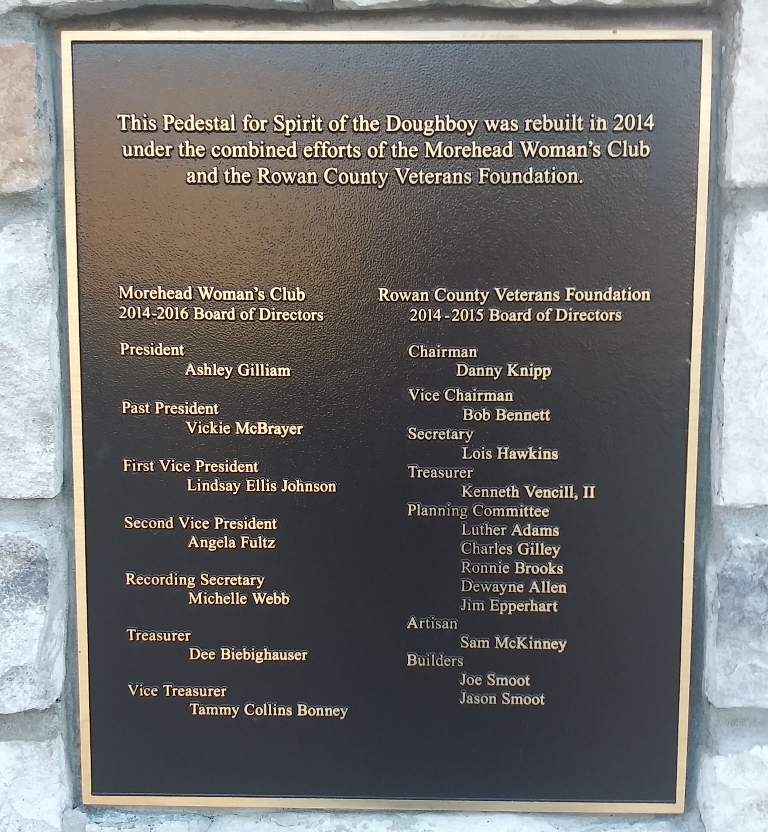 This Pedestal for Spirit of the Doughboy was rebuilt in 2014
under the combined efforts of the Morehead Woman's Club
and the Rowan County Veterans Foundation.
Morehead Woman's Club
2014-2016 Board of Directors
President
Ashley Gilliam
Past President
Vickie McBrayer
First Vice President
Lindsay Ellis Johnson
Second Vice President
Angela Fultz
Recording Secretary
Michelle Webb
Treasurer
Dee Biebighauser
Vice Treasurer
Tammy Collins Bonney
Rowan County Veterans Foundation
2014-2015 Board of Directors
Chairman
Danny Knipp
Vice Chairman
Bob Bennett
Secretary
Lois Hawkins
Treasurer
Kenneth Vencill, II
Planning Committee
Luther Adams
Charles Gilley
Ronnie Brooks
Dewayne Allen
Jim Epperhart
Artisan
Sam McKinney
Builders
Joe Smoot
Jason Smoot